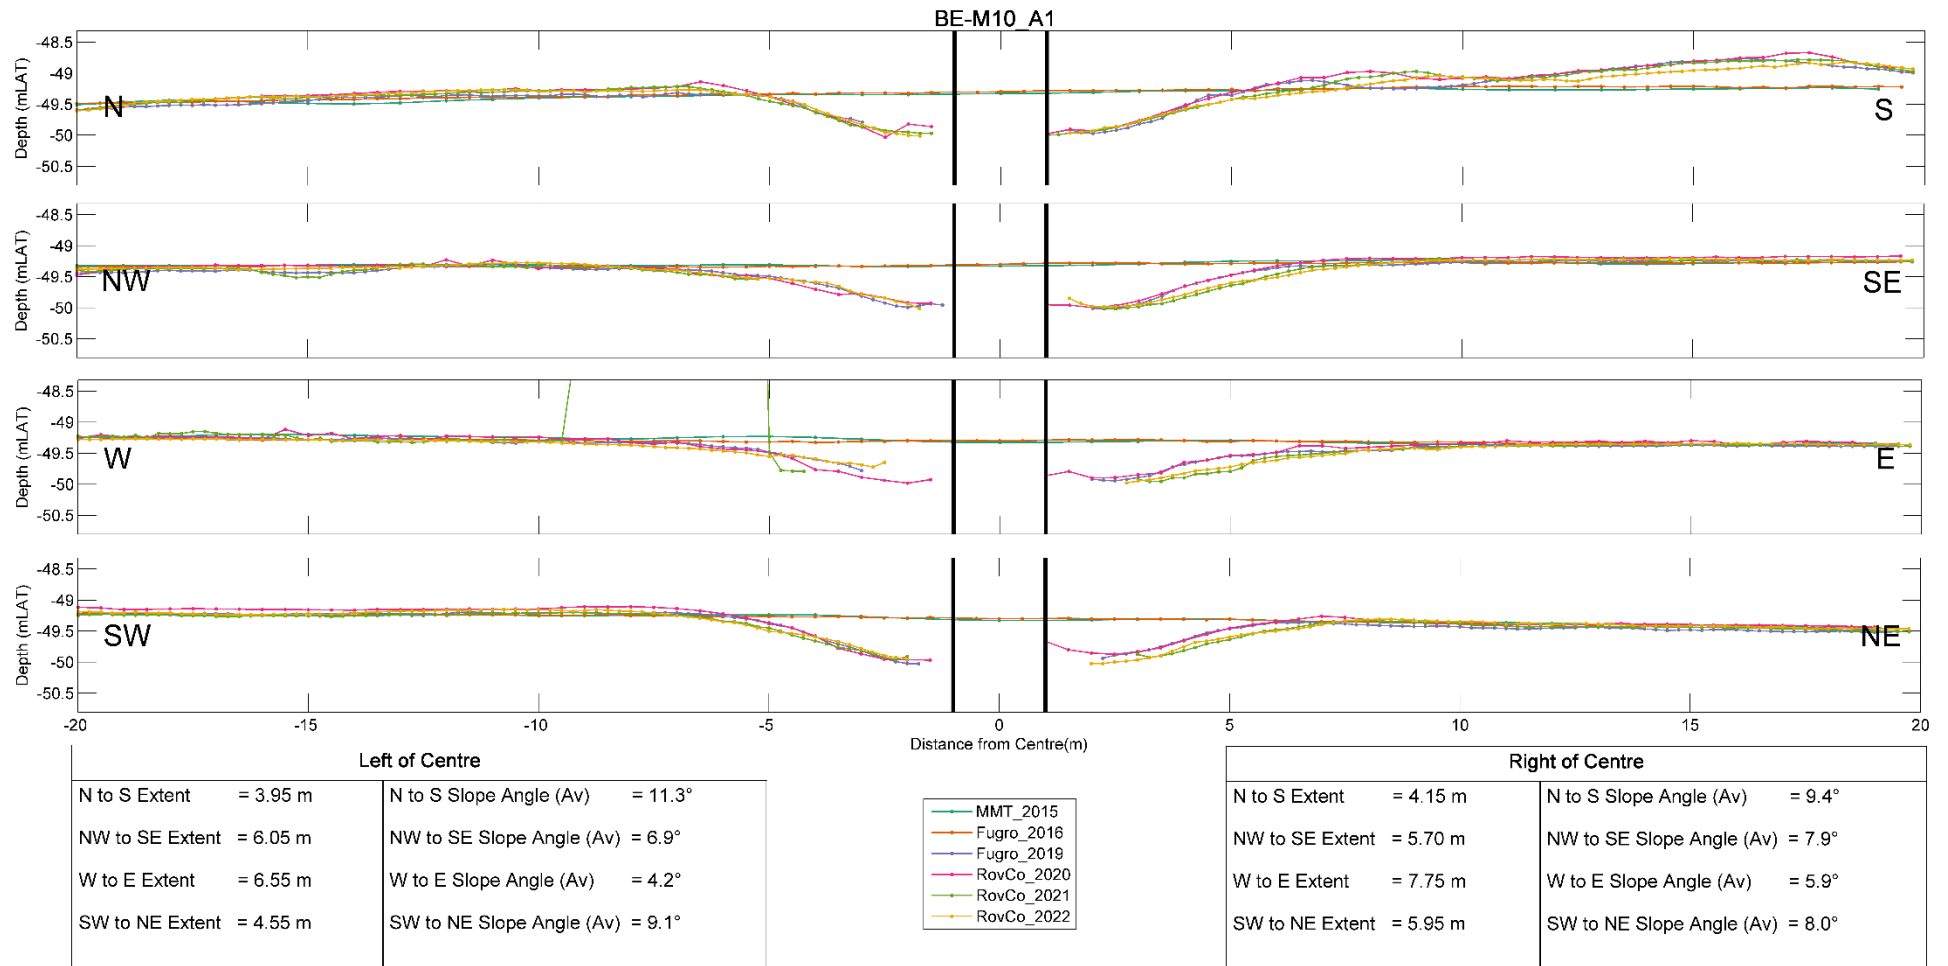 BE-M10_A1
Depth (mLAT)
-48.5
-49
-49.5
-50
-50.5
N
S
Depth (mLAT)
-48.5
-49
-49.5
-50
-50.5
NW
SE
Depth (mLAT)
-48.5
-49
-49.5
-50
-50.5
W
E
Depth (mLAT)
-48.5
-49
-49.5
-50
-50.5
SW
NE
-20 -15 -10 -5 0 5 10 15 20
Distance from Centre(m)
Left of Centre
N to S Extent = 3.95 m N to S Slope Angle (Av) = 11.3°
NW to SE Extent = 6.05 m NW to SE Slope Angle (Av) = 6.9°
W to E Extent = 6.55 m W to E Slope Angle (Av) = 4.2°
SW to NE Extent = 4.55 m SW to NE Slope Angle (Av) = 9.1°
MMT_2015
Fugro_2016
Fugro_2019
RovCo_2020
RovCo_2021
RovCo_2022
Right of Centre
N to S Extent = 4.15 m N to S Slope Angle (Av) = 9.4°
NW to SE Extent = 5.70 m NW to SE Slope Angle (Av) = 7.9°
W to E Extent = 7.75 m W to E Slope Angle (Av) = 5.9°
SW to NE Extent = 5.95 m SW to NE Slope Angle (Av) = 8.0°